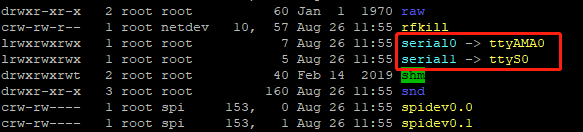 drwxr-xr-x 2 root root 60 Jan 1 1970 raw
crw-rw-r-- 1 root netdev 10, 57 Aug 26 11:55 rfkill
lrwxrwxrwx 1 root root 7 Aug 26 11:55 serial0 -> ttyAMA0
lrwxrwxrwx 1 root root 5 Aug 26 11:55 serial1 -> ttyS0
drwxrwxrwt 2 root root 40 Feb 14 2019 shm
drwxr-xr-x 3 root root 160 Aug 26 11:55 snd
crw-rw---- 1 root spi 153, 0 Aug 26 11:55 spidev0.0
crw-rw---- 1 root spi 153, 1 Aug 26 11:55 spidev0.1